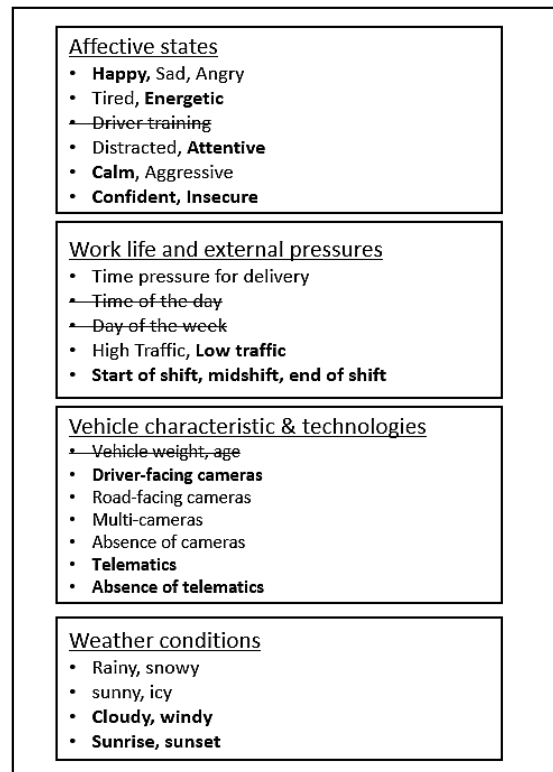 Affective states
• Happy, Sad, Angry
• Tired, Energetic
• Driver training
• Distracted, Attentive
• Calm, Aggressive
• Confident, Insecure
Work life and external pressures
• Time pressure for delivery
• Time of the day
• Day of the week
• High Traffic, Low traffic
• Start of shift, midshift, end of shift
Vehicle characteristic & technologies
• Vehicle weight, age
• Driver-facing cameras
• Road-facing cameras
• Multi-cameras
• Absence of cameras
• Telematics
• Absence of telematics
Weather conditions
• Rainy, snowy
• sunny, icy
• Cloudy, windy
• Sunrise, sunset